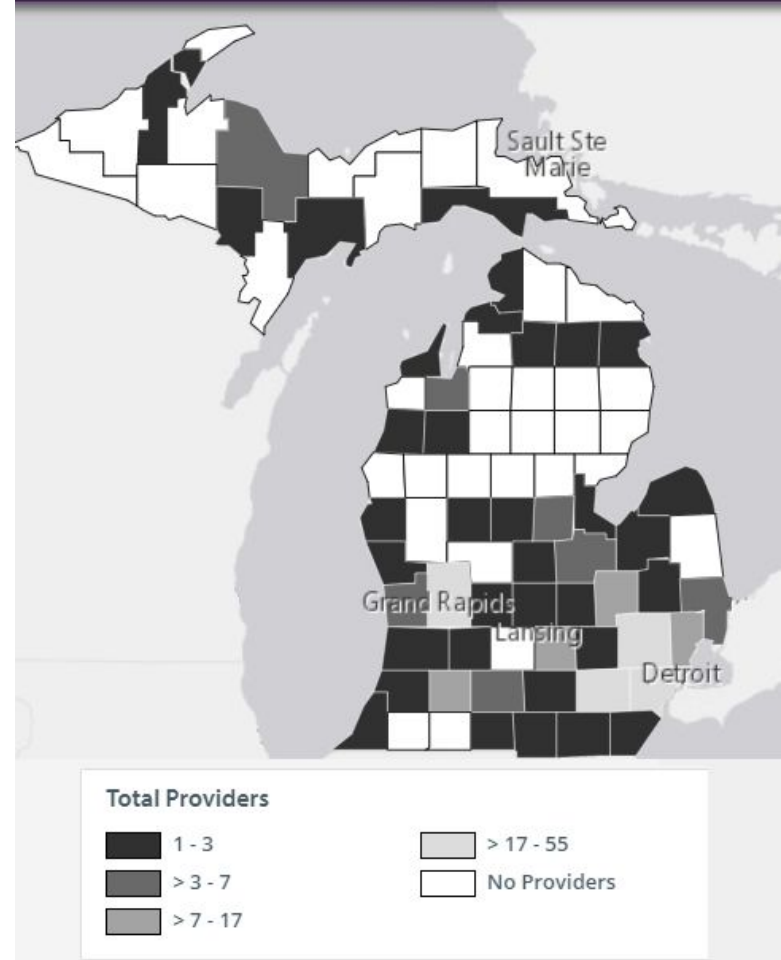 Sault Ste
Marie
Grand Rapids
Lansing
Detroit
Total Providers
1 - 3
> 17 - 55
> 3 - 7
No Providers
> 7 - 17